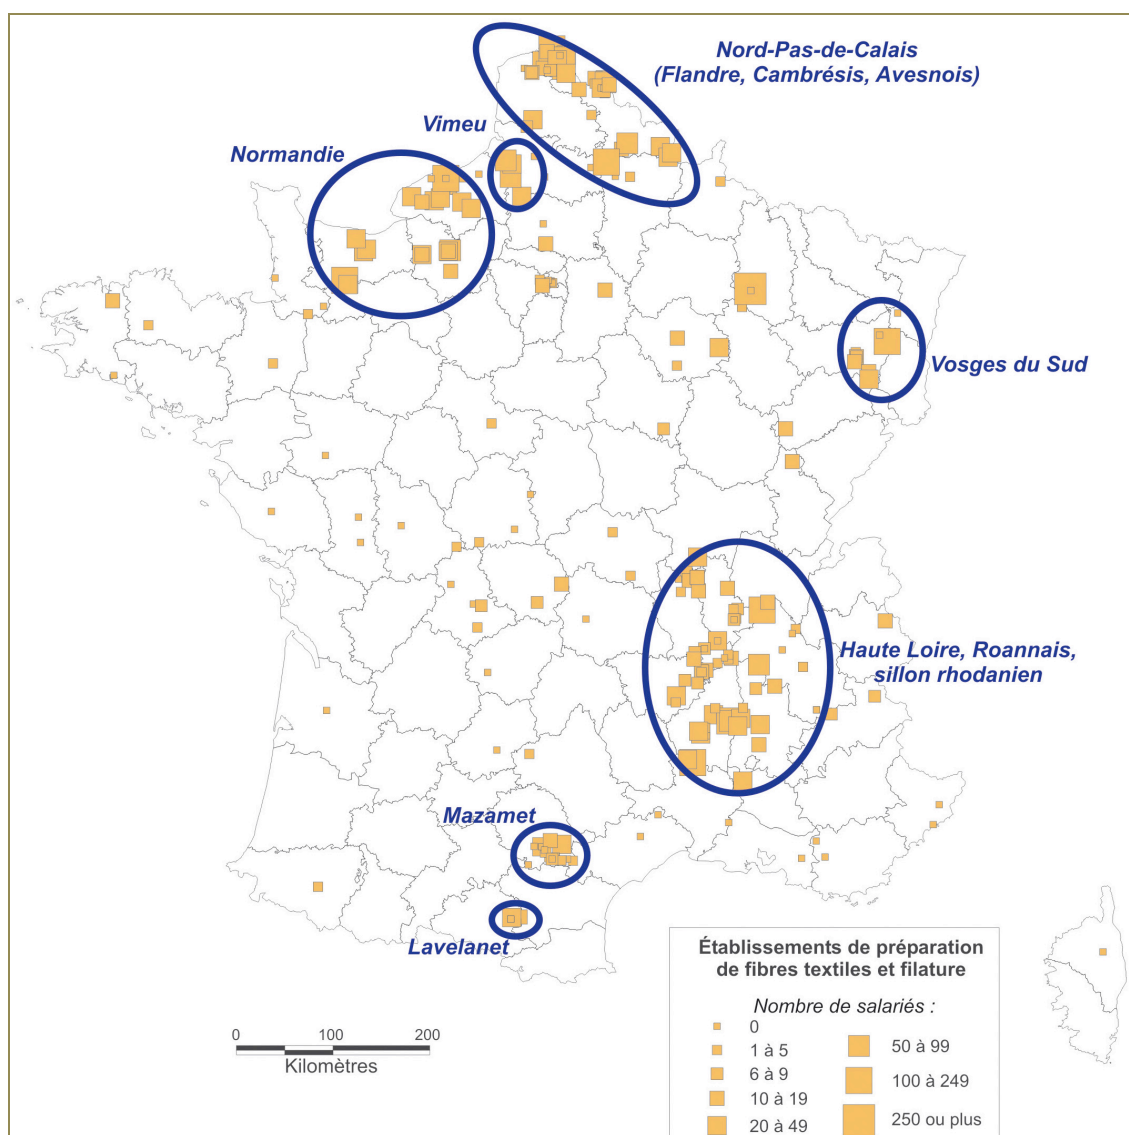 Nord-Pas-de-Calais
(Flandre, Cambrésis, Avesnois)
Vimeu
Normandie
Vosges du Sud
Haute Loire, Roannais,
sillon rhodanien
Mazamet
Lavelanet
0 100 200
Kilomètres
Établissements de préparation
de fibres textiles et filature
Nombre de salariés :
0
1 à 5
6 à 9
10 à 19
20 à 49
50 à 99
100 à 249
250 ou plus